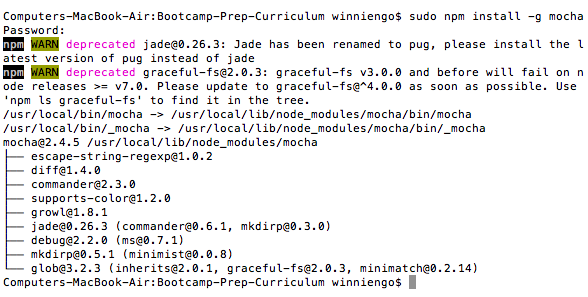 Computers-MacBook-Air:Bootcamp-Prep-Curriculum winniengo$ sudo npm install -g mocha
Password:
npm WARN deprecated jade@0.26.3: Jade has been renamed to pug, please install the l
atest version of pug instead of jade
npm WARN deprecated graceful-fs@2.0.3: graceful-fs v3.0.0 and before will fail on n
ode releases >= v7.0. Please update to graceful-fs@^4.0.0 as soon as possible. Use
'npm ls graceful-fs' to find it in the tree.
/usr/local/bin/mocha -> /usr/local/lib/node_modules/mocha/bin/mocha
/usr/local/bin/_mocha -> /usr/local/lib/node_modules/mocha/bin/_mocha
mocha@2.4.5 /usr/local/lib/node_modules/mocha
├── escape-string-regexp@1.0.2
├── diff@1.4.0
├── commander@2.3.0
├── supports-color@1.2.0
├── growl@1.8.1
├── jade@0.26.3 (commander@0.6.1, mkdirp@0.3.0)
├── debug@2.2.0 (ms@0.7.1)
├── mkdirp@0.5.1 (minimist@0.0.8)
└── glob@3.2.3 (inherits@2.0.1, graceful-fs@2.0.3, minimatch@0.2.14)
Computers-MacBook-Air:Bootcamp-Prep-Curriculum winniengo$